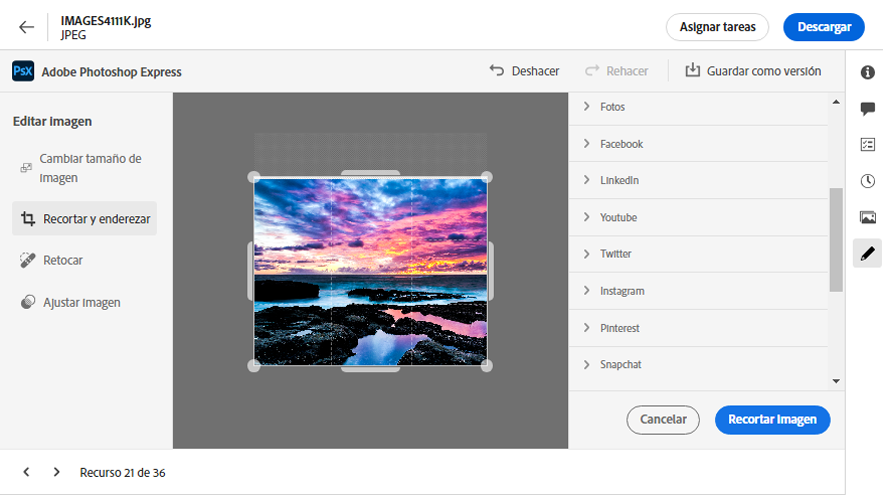 IMAGES4111K.jpg
JPEG
Asignar tareas
Descargar
PsX
Adobe Photoshop Express
Deshacer
Rehacer
Guardar como versión
Editar imagen
Cambiar tamaño de
imagen
Recortar y enderezar
Retocar
Ajustar imagen
Fotos
Facebook
LinkedIn
Youtube
Twitter
Instagram
Pinterest
Snapchat
Cancelar
Recortar imagen
Recurso 21 de 36